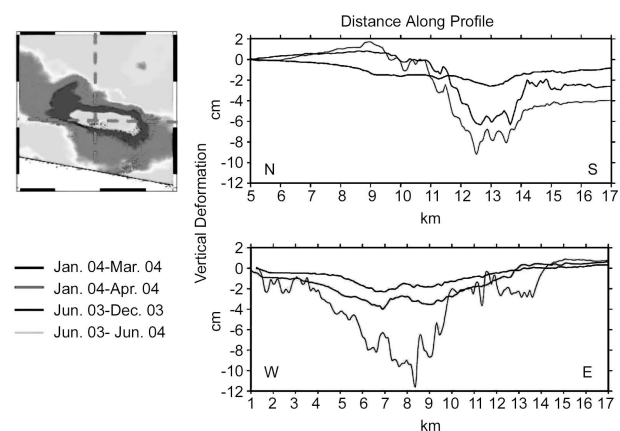 Distance Along Profile
2
0
-2
-4
-6
-8
-10
-12
cm
N
S
5 6 7 8 9 10 11 12 13 14 15 16 17
km
Vertical Deformation
Jan. 04-Mar. 04
Jan. 04-Apr. 04
Jun. 03-Dec. 03
Jun. 03- Jun. 04
2
0
-2
-4
-6
-8
-10
-12
cm
W
E
1 2 3 4 5 6 7 8 9 10 11 12 13 14 15 16 17
km